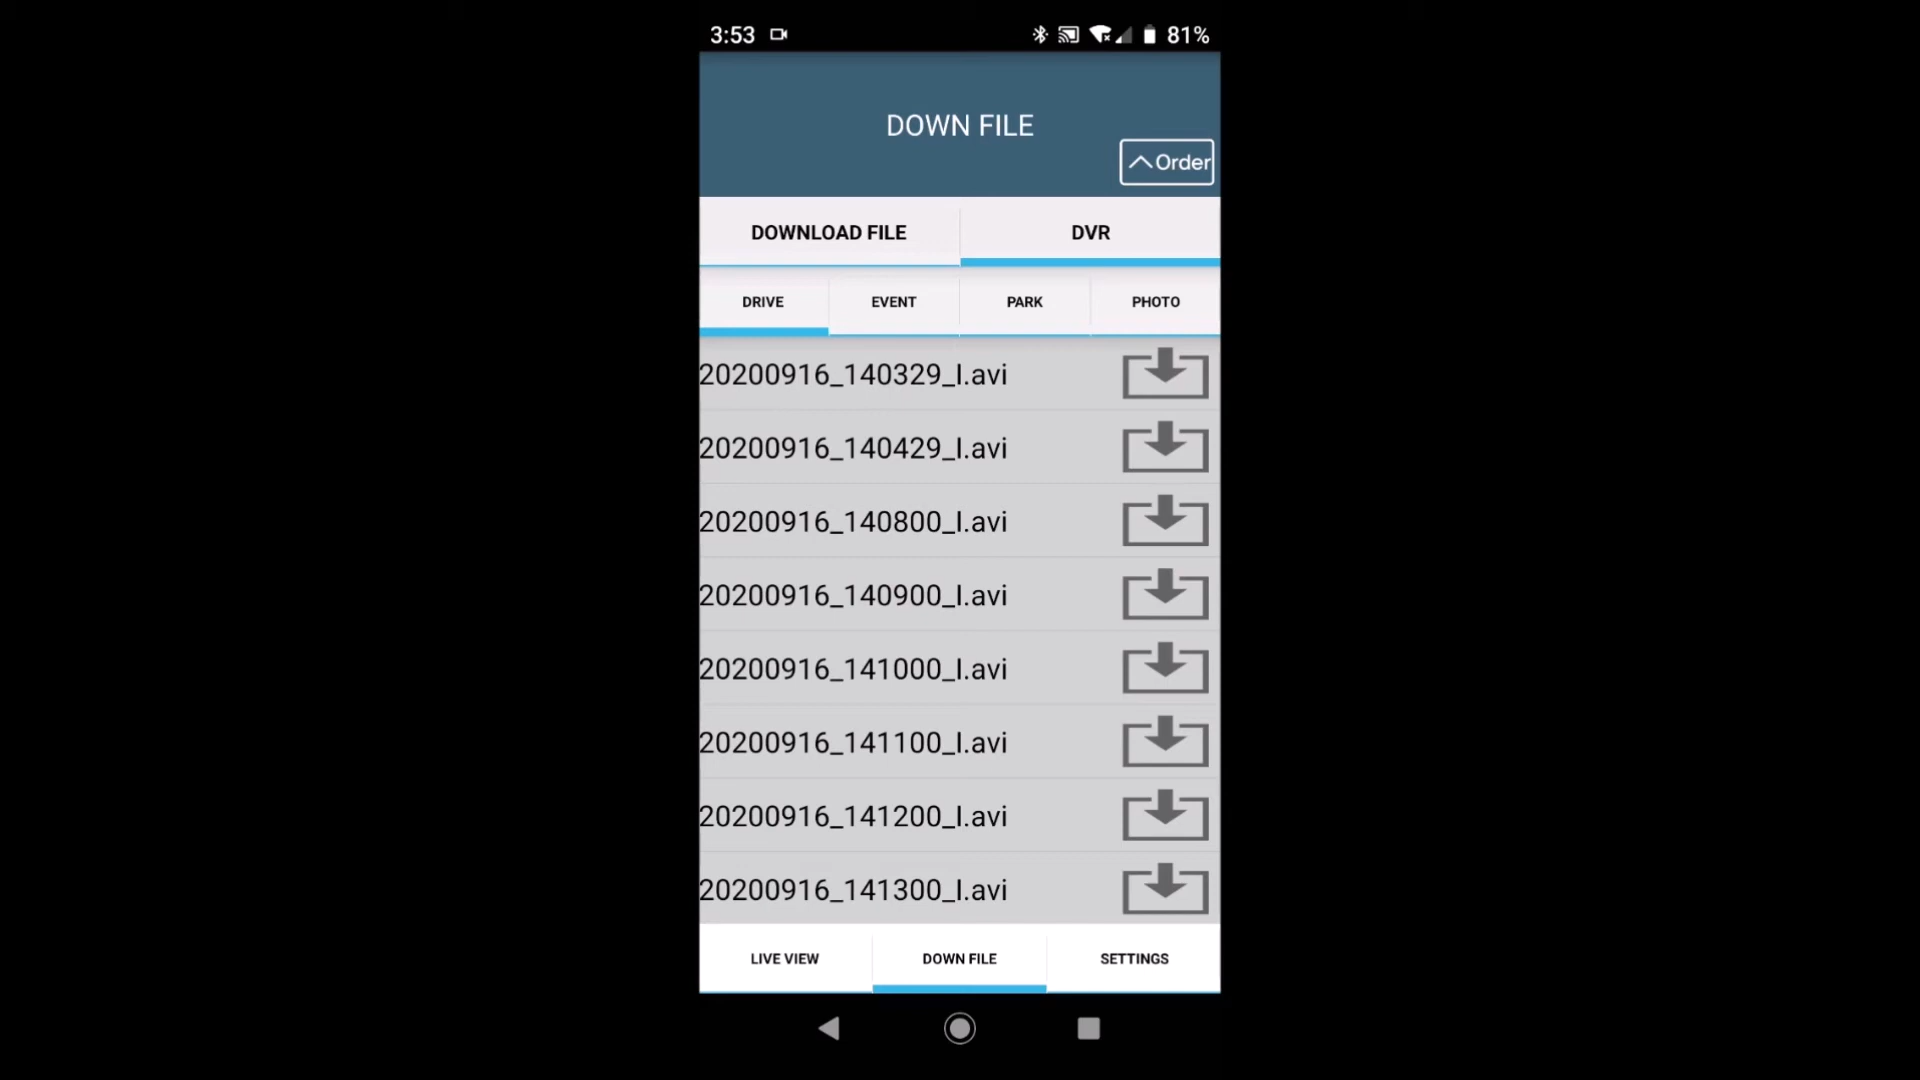 3:53 81%
DOWN FILE
Order
DOWNLOAD FILE DVR
DRIVE EVENT PARK PHOTO
20200916_140329_I.avi
20200916_140429_I.avi
20200916_140800_I.avi
20200916_140900_I.avi
20200916_141000_I.avi
20200916_141100_I.avi
20200916_141200_I.avi
20200916_141300_I.avi
LIVE VIEW DOWN FILE SETTINGS